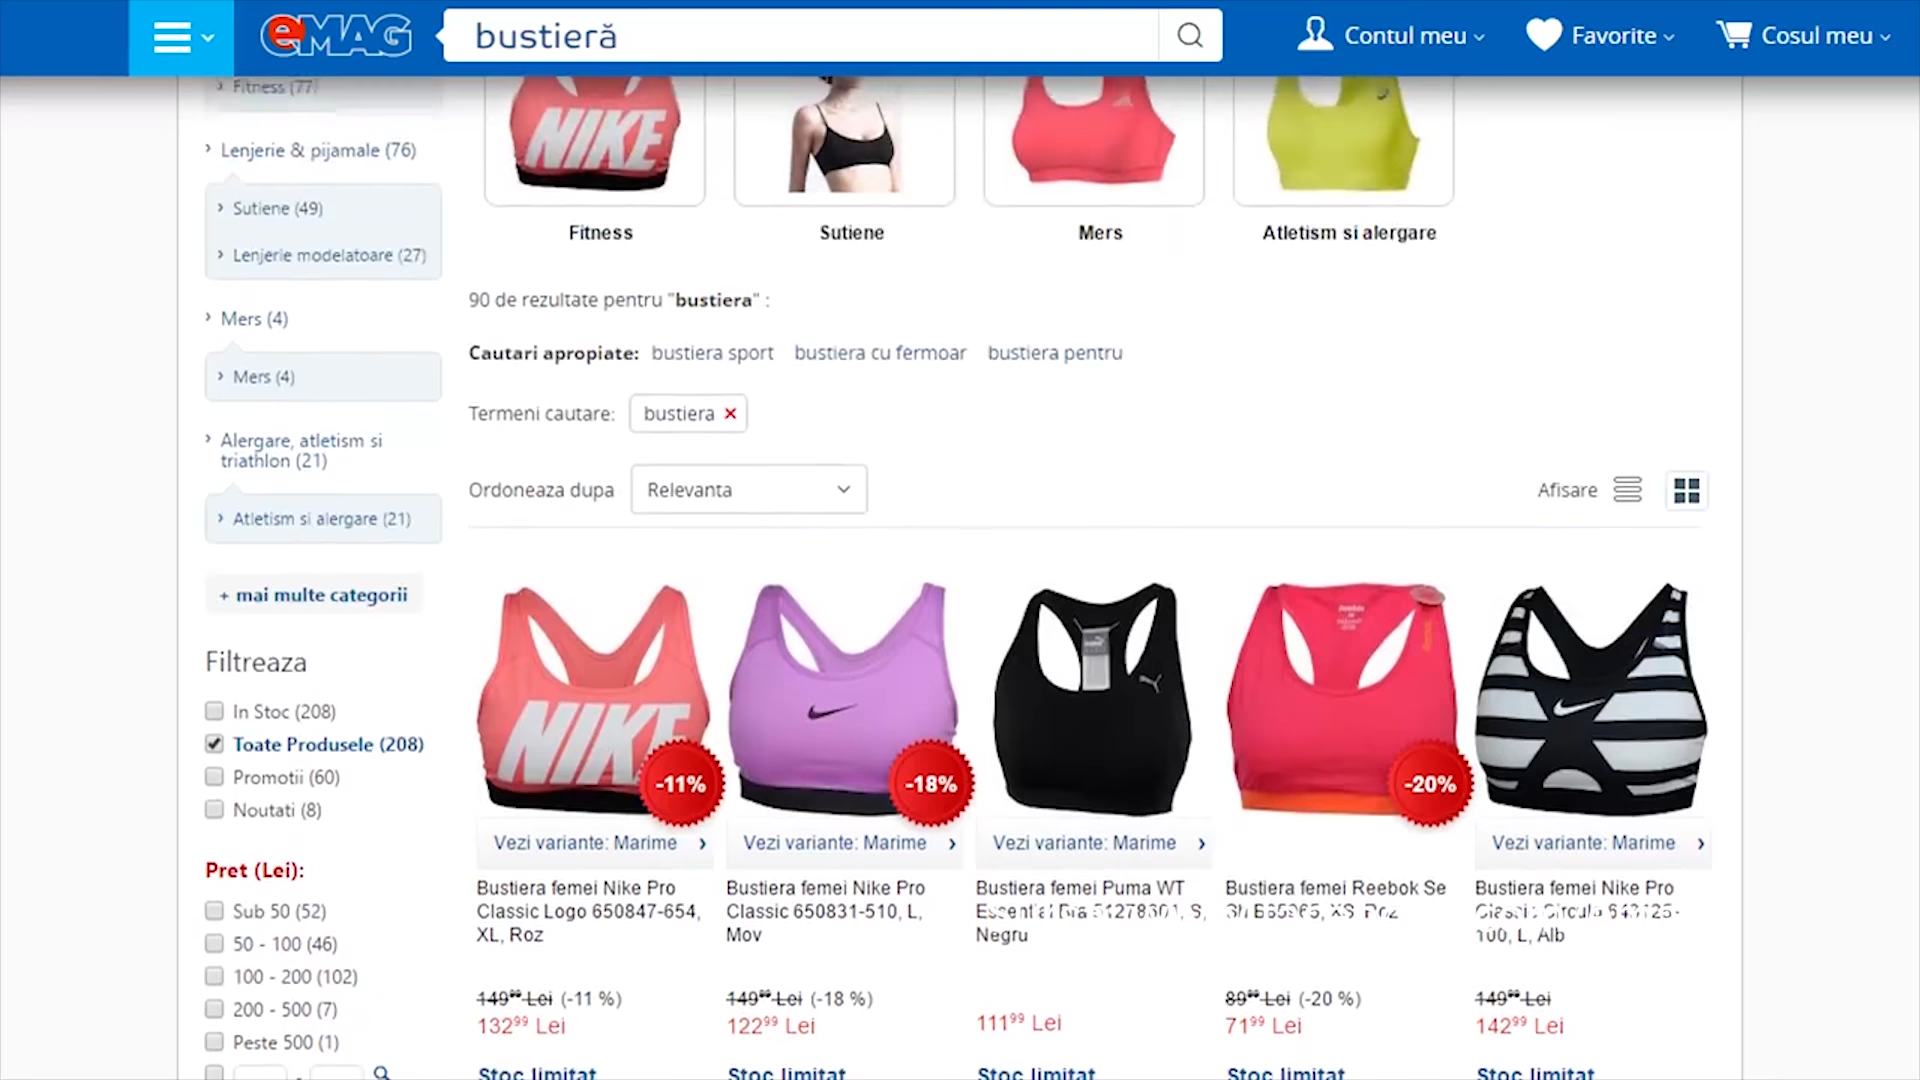 eMAG
bustieră
Contul meu
Favorite
Cosul meu
Fitness (77)
Lenjerie & pijamale (76)
Sutiene (49)
Lenjerie modelatoare (27)
Mers (4)
Mers (4)
Alergare, atletism si
triathlon (21)
Atletism si alergare (21)
+ mai multe categorii
Filtreaza
In Stoc (208)
Toate Produsele (208)
Promotii (60)
Noutati (8)
Pret (Lei):
Sub 50 (52)
50 - 100 (46)
100 - 200 (102)
200 - 500 (7)
Peste 500 (1)
NIKE
Fitness
Sutiene
Mers
Atletism si alergare
90 de rezultate pentru "bustiera" :
Cautari apropiate: bustiera sport bustiera cu fermoar bustiera pentru
Termeni cautare: bustiera ×
Ordoneaza dupa Relevanta
Afisare
NIKE
-11%
Vezi variante: Marime
Bustiera femei Nike Pro
Classic Logo 650847-654,
XL, Roz
149⁹⁹ Lei (-11 %)
132⁹⁹ Lei
Stoc limitat
-18%
Vezi variante: Marime
Bustiera femei Nike Pro
Classic 650831-510, L,
Mov
149⁹⁹ Lei (-18 %)
122⁹⁹ Lei
Stoc limitat
Vezi variante: Marime
Bustiera femei Puma WT
Essential Bra 51278301, S,
Negru
111⁹⁹ Lei
Stoc limitat
-20%
Bustiera femei Reebok Se
XS, Roz
89⁹⁹ Lei (-20 %)
71⁹⁹ Lei
Stoc limitat
Vezi variante: Marime
Bustiera femei Nike Pro
Classic
100, L, Alb
149⁹⁹ Lei
142⁹⁹ Lei
Stoc limitat